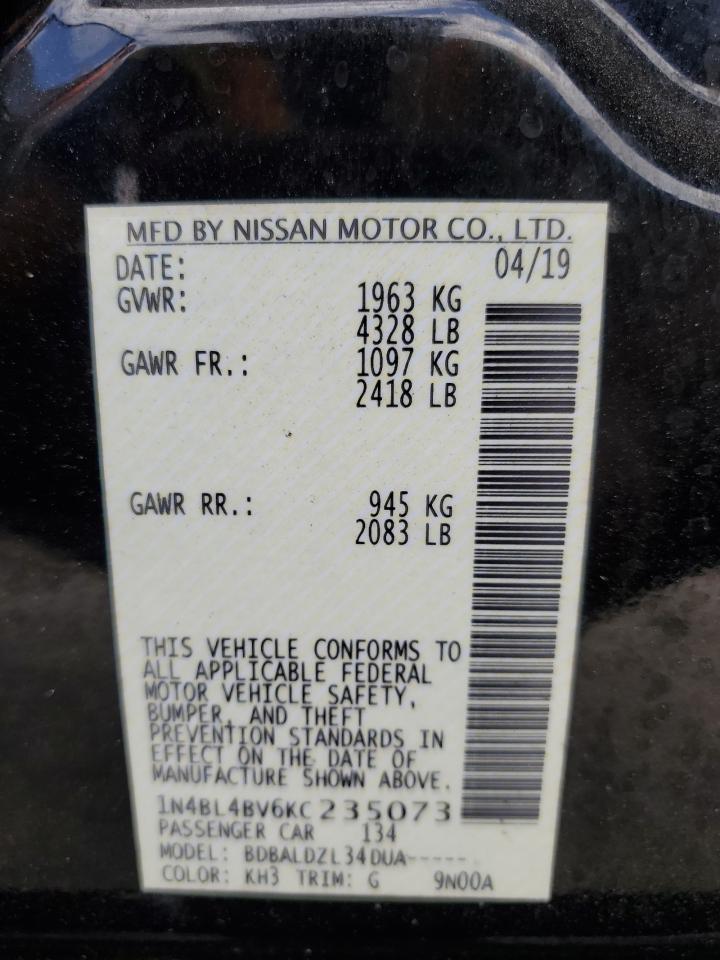 MFD BY NISSAN MOTOR CO., LTD.
DATE: 04/19
GVWR: 1963 KG
4328 LB
GAWR FR.: 1097 KG
2418 LB
GAWR RR.: 945 KG
2083 LB
THIS VEHICLE CONFORMS TO
ALL APPLICABLE FEDERAL
MOTOR VEHICLE SAFETY,
BUMPER, AND THEFT
PREVENTION STANDARDS IN
EFFECT ON THE DATE OF
MANUFACTURE SHOWN ABOVE.
1N4BL4BV6KC235073
PASSENGER CAR 134
MODEL: BDBALDZL34DUA-----
COLOR: KH3 TRIM: G 9N00A